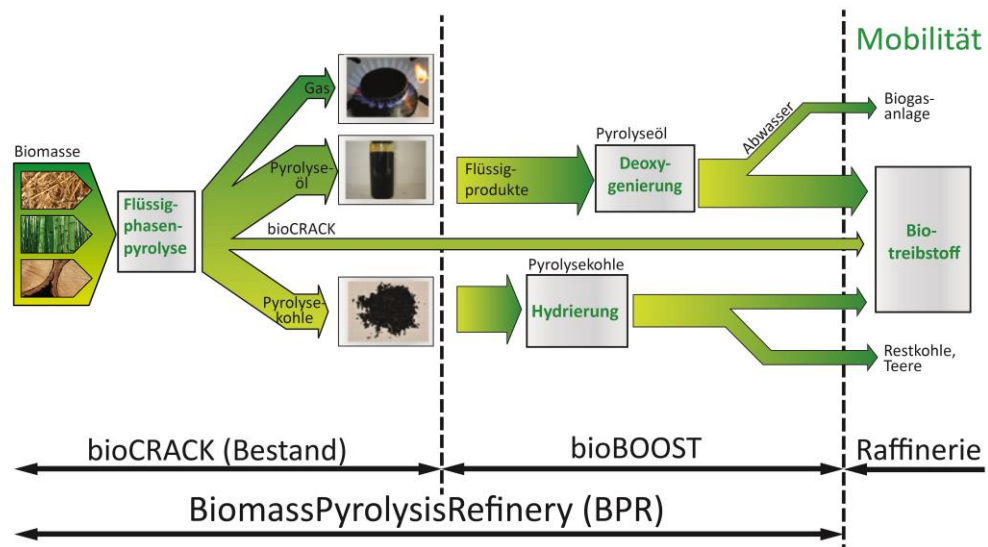 Mobilität
Gas
Biomasse
Flüssig-
phasen-
pyrolyse
Pyrolyse-
öl
bioCRACK
Pyrolyse-
kohle
Pyrolyseöl
Flüssig-
produkte
Deoxy-
genierung
Abwasser
Biogas-
anlage
Pyrolysekohle
Hydrierung
Bio-
treibstoff
Restkohle,
Teere
bioCRACK (Bestand)
bioBOOST
Raffinerie
BiomassPyrolysisRefinery (BPR)